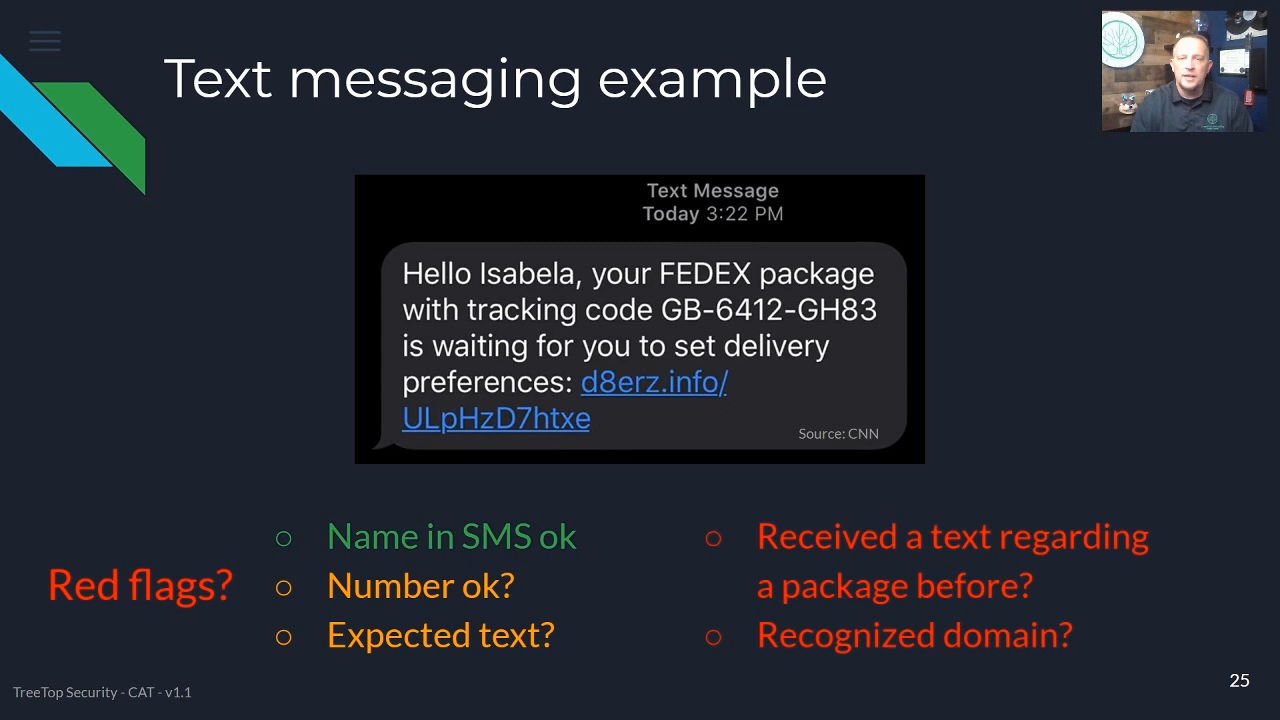 Text messaging example
Text Message
Today 3:22 PM
Hello Isabela, your FEDEX package
with tracking code GB-6412-GH83
is waiting for you to set delivery
preferences: d8erz.info/
ULpHzD7htxe
Source: CNN
Red flags?
○ Name in SMS ok
○ Number ok?
○ Expected text?
○ Received a text regarding
a package before?
○ Recognized domain?
TreeTop Security - CAT - v1.1
25